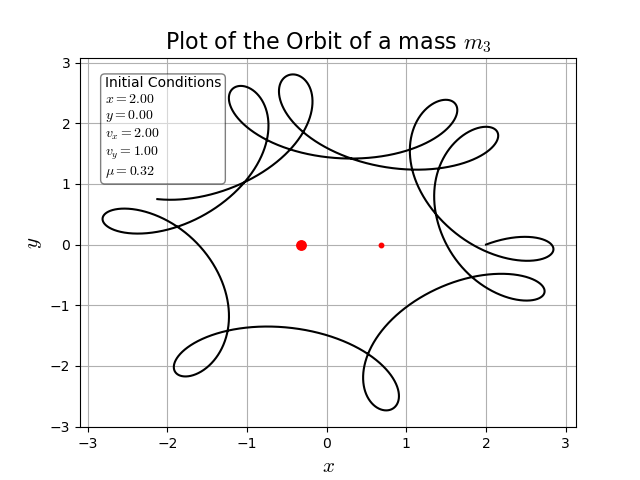 Plot of the Orbit of a mass m₃
Initial Conditions
x = 2.00
y = 0.00
vₓ = 2.00
v_y = 1.00
μ = 0.32
3
2
1
0
−1
−2
−3
y
−3 −2 −1 0 1 2 3
x